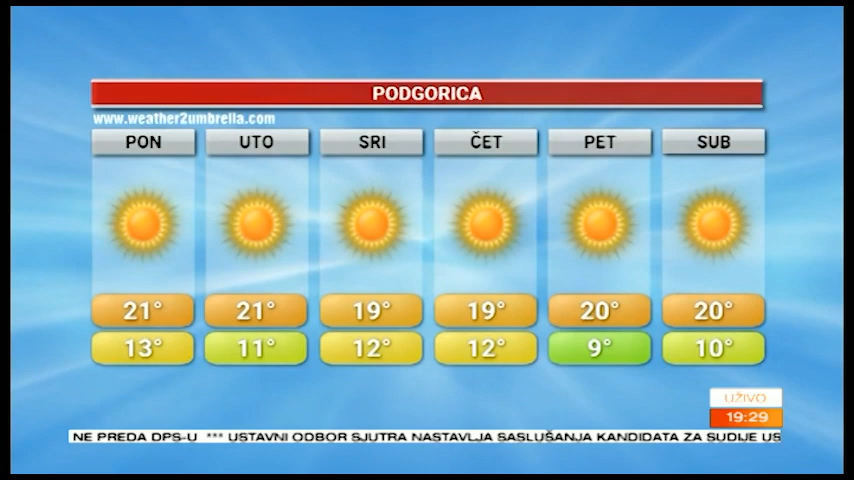 PODGORICA
www.weather2umbrella.com
PON UTO SRI ČET PET SUB
21° 21° 19° 19° 20° 20°
13° 11° 12° 12° 9° 10°
UŽIVO
19:29
NE PREDA DPS-U *** USTAVNI ODBOR SJUTRA NASTAVLJA SASLUŠANJA KANDIDATA ZA SUDIJE US